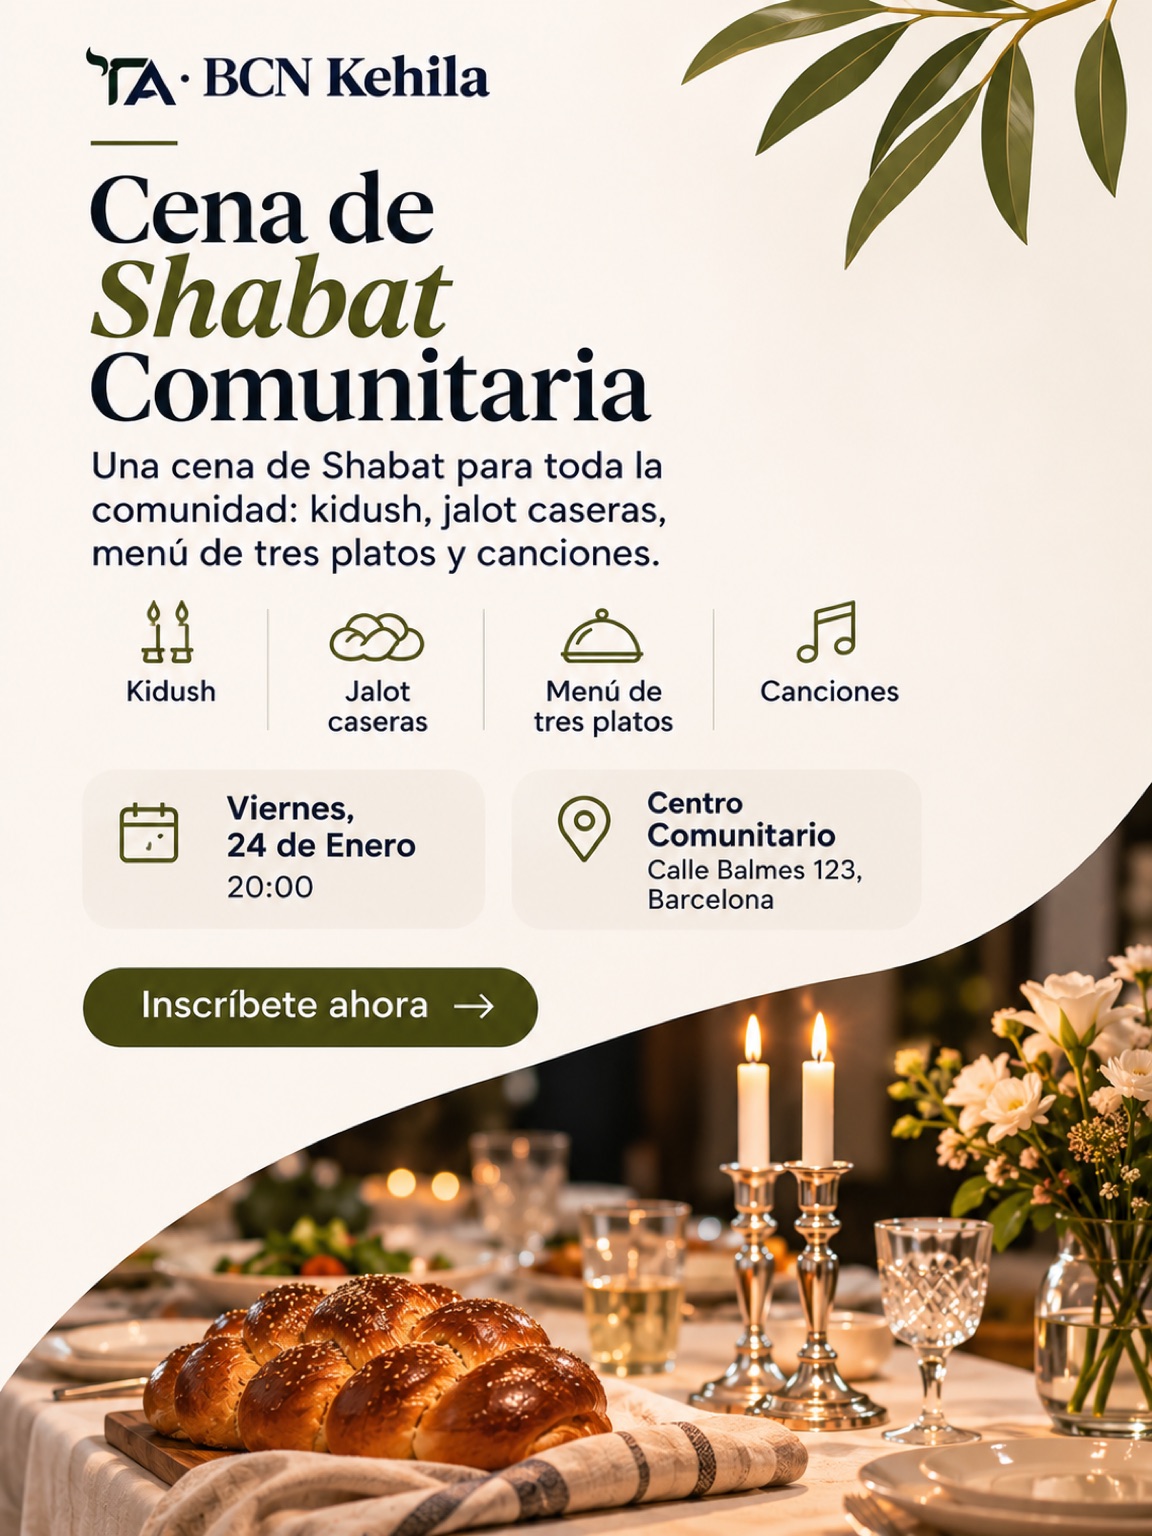 TA · BCN Kehila
Cena de
Shabat
Comunitaria
Una cena de Shabat para toda la
comunidad: kidush, jalot caseras,
menú de tres platos y canciones.
Kidush
Jalot
caseras
Menú de
tres platos
Canciones
Viernes,
24 de Enero
20:00
Centro
Comunitario
Calle Balmes 123,
Barcelona
Inscríbete ahora →